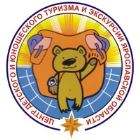 ЦЕНТР ДЕТСКОГО И ЮНОШЕСКОГО ТУРИЗМА И ЭКСКУРСИЙ ЯРОСЛАВСКОЙ ОБЛАСТИ